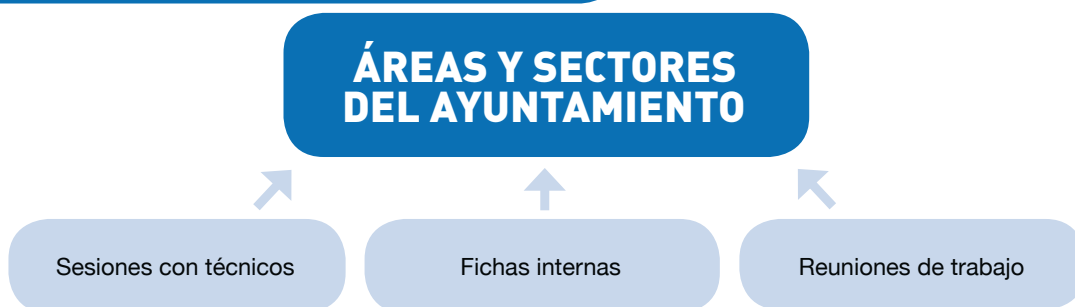 ÁREAS Y SECTORES
DEL AYUNTAMIENTO
Sesiones con técnicos
Fichas internas
Reuniones de trabajo